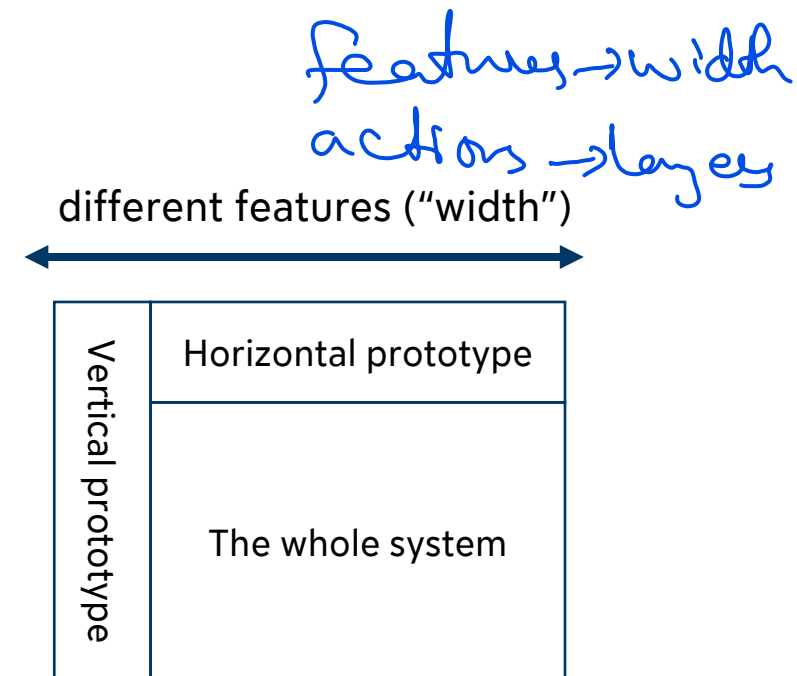 features→width
actions→layers
different features (“width”)
Horizontal prototype
Vertical prototype
The whole system